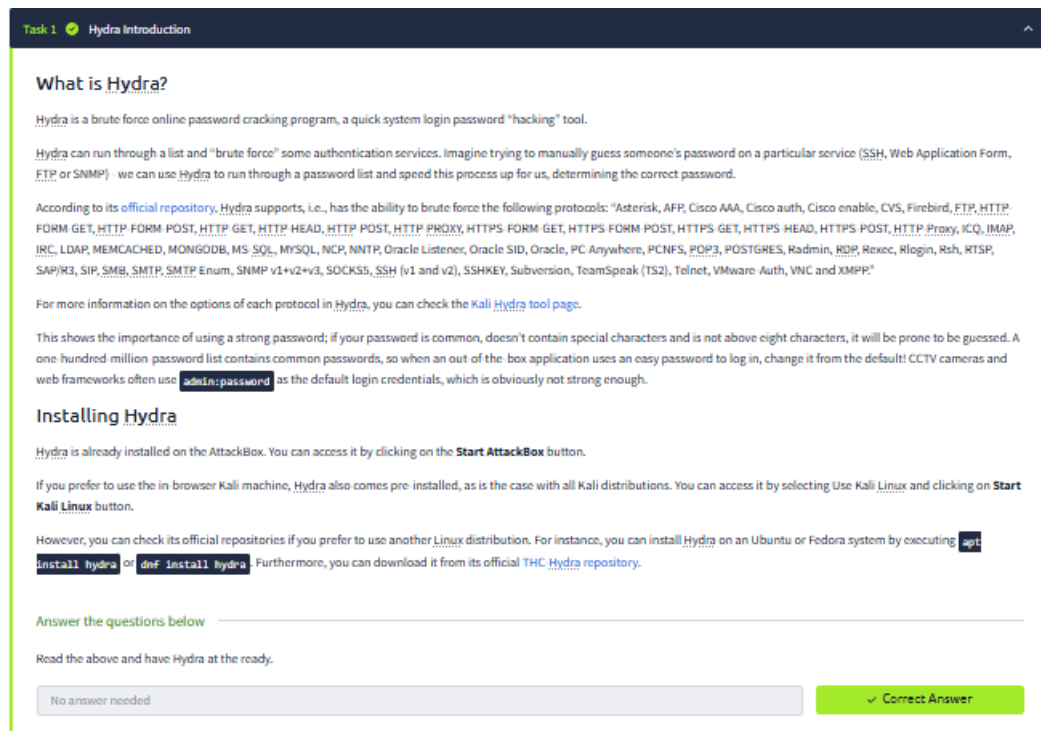 Task 1 Hydra Introduction
What is Hydra?
Hydra is a brute force online password cracking program, a quick system login password “hacking” tool.
Hydra can run through a list and “brute force” some authentication services. Imagine trying to manually guess someone’s password on a particular service (SSH, Web Application Form,
FTP or SNMP) - we can use Hydra to run through a password list and speed this process up for us, determining the correct password.
According to its official repository, Hydra supports, i.e., has the ability to brute force the following protocols: “Asterisk, AFP, Cisco AAA, Cisco auth, Cisco enable, CVS, Firebird, FTP, HTTP-
FORM-GET, HTTP-FORM-POST, HTTP-GET, HTTP-HEAD, HTTP-POST, HTTP-PROXY, HTTPS-FORM-GET, HTTPS-FORM-POST, HTTPS-GET, HTTPS-HEAD, HTTPS-POST, HTTP-Proxy, ICQ, IMAP,
IRC, LDAP, MEMCACHED, MONGODB, MS-SQL, MYSQL, NCP, NNTP, Oracle Listener, Oracle SID, Oracle, PC-Anywhere, PCNFS, POP3, POSTGRES, Radmin, RDP, Rexec, Rlogin, Rsh, RTSP,
SAP/R3, SIP, SMB, SMTP, SMTP Enum, SNMP v1+v2+v3, SOCKS5, SSH (v1 and v2), SSHKEY, Subversion, TeamSpeak (TS2), Telnet, VMware-Auth, VNC and XMPP.”
For more information on the options of each protocol in Hydra, you can check the Kali Hydra tool page.
This shows the importance of using a strong password; if your password is common, doesn’t contain special characters and is not above eight characters, it will be prone to be guessed. A
one-hundred-million-password list contains common passwords, so when an out-of-the-box application uses an easy password to log in, change it from the default! CCTV cameras and
web frameworks often use admin:password as the default login credentials, which is obviously not strong enough.
Installing Hydra
Hydra is already installed on the AttackBox. You can access it by clicking on the Start AttackBox button.
If you prefer to use the in-browser Kali machine, Hydra also comes pre-installed, as is the case with all Kali distributions. You can access it by selecting Use Kali Linux and clicking on Start
Kali Linux button.
However, you can check its official repositories if you prefer to use another Linux distribution. For instance, you can install Hydra on an Ubuntu or Fedora system by executing apt
install hydra or dnf install hydra. Furthermore, you can download it from its official THC Hydra repository.
Answer the questions below
Read the above and have Hydra at the ready.
No answer needed
Correct Answer